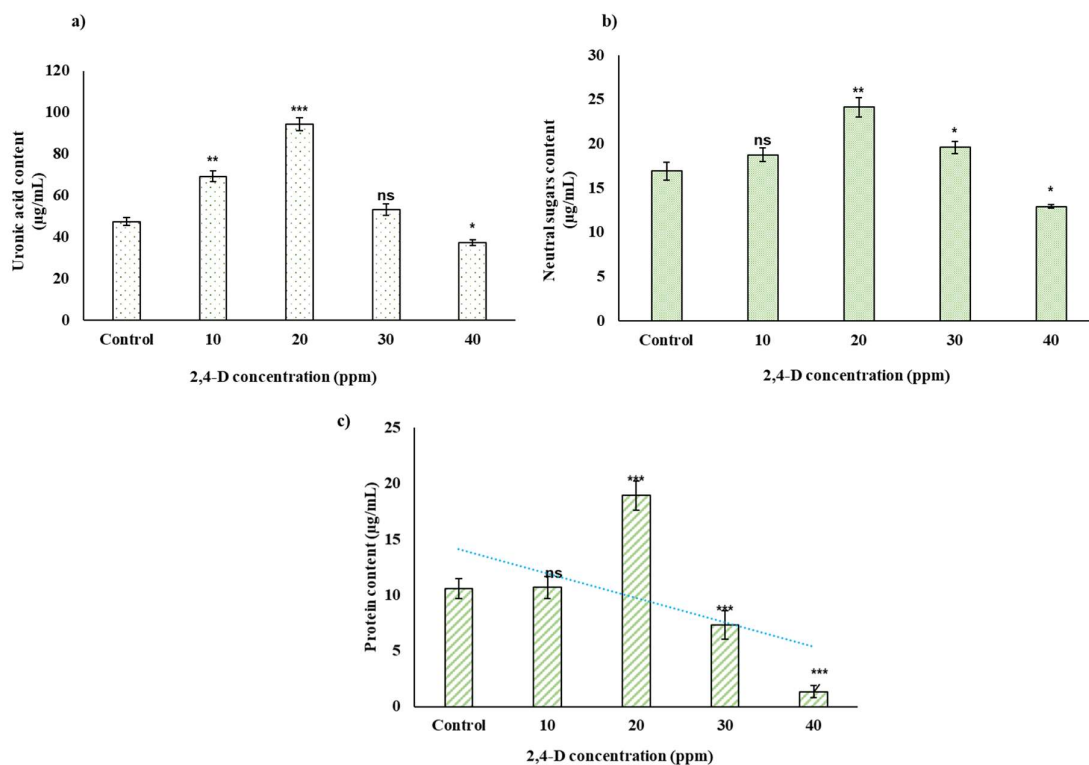 a)
Uronic acid content
(µg/mL)
120
100
80
60
40
20
0
**
***
ns
*
Control 10 20 30 40
2,4-D concentration (ppm)
b)
Neutral sugars content
(µg/mL)
30
25
20
15
10
5
0
ns
**
*
*
Control 10 20 30 40
2,4-D concentration (ppm)
c)
Protein content (µg/mL)
25
20
15
10
5
0
ns
***
***
***
Control 10 20 30 40
2,4-D concentration (ppm)